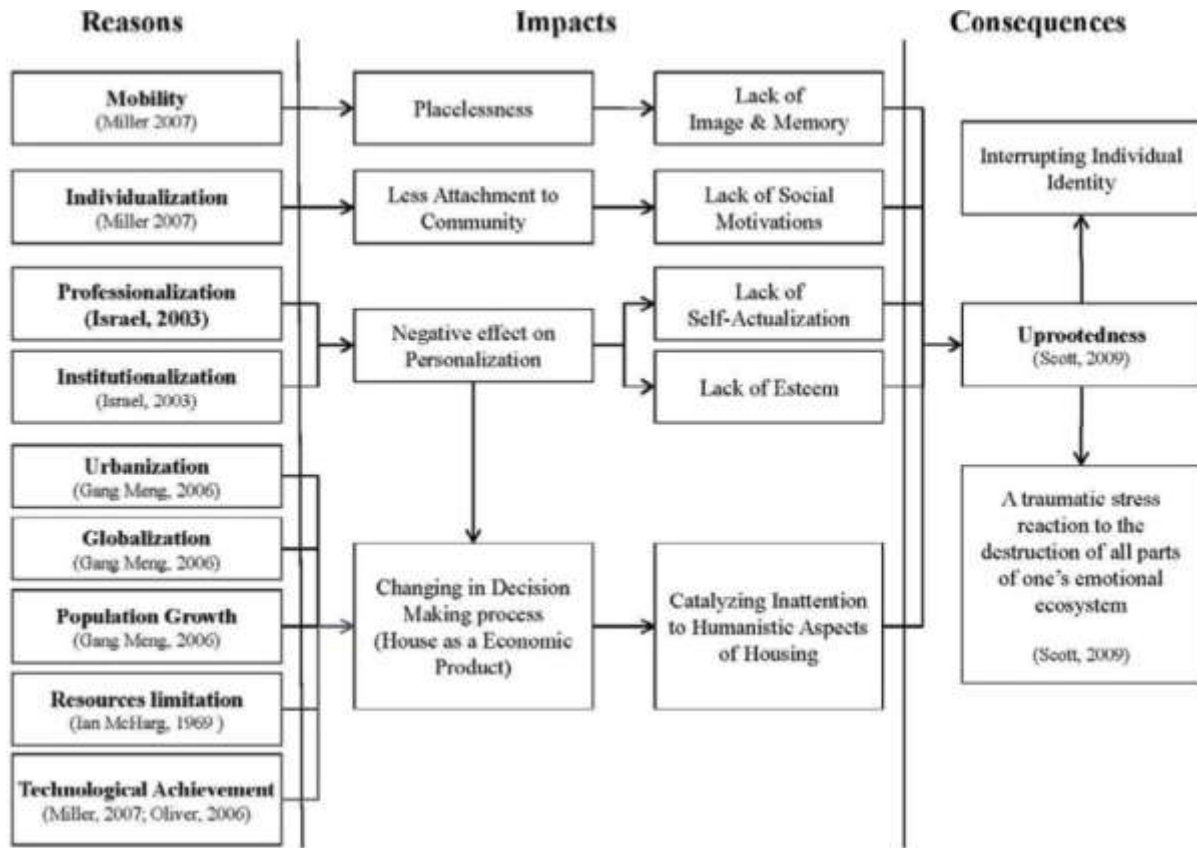 Reasons
Impacts
Consequences
Mobility
(Miller 2007)
Placelessness
Lack of
Image & Memory
Individualization
(Miller 2007)
Less Attachment to
Community
Lack of Social
Motivations
Interrupting Individual
Identity
Professionalization
(Israel, 2003)
Institutionalization
(Israel, 2003)
Negative effect on
Personalization
Lack of
Self-Actualization
Lack of Esteem
Uprootedness
(Scott, 2009)
Urbanization
(Gang Meng, 2006)
Globalization
(Gang Meng, 2006)
Population Growth
(Gang Meng, 2006)
Resources limitation
(Ian McHarg, 1969 )
Technological Achievement
(Miller, 2007; Oliver, 2006)
Changing in Decision
Making process
(House as a Economic
Product)
Catalyzing Inattention
to Humanistic Aspects
of Housing
A traumatic stress
reaction to the
destruction of all parts
of one's emotional
ecosystem
(Scott, 2009)